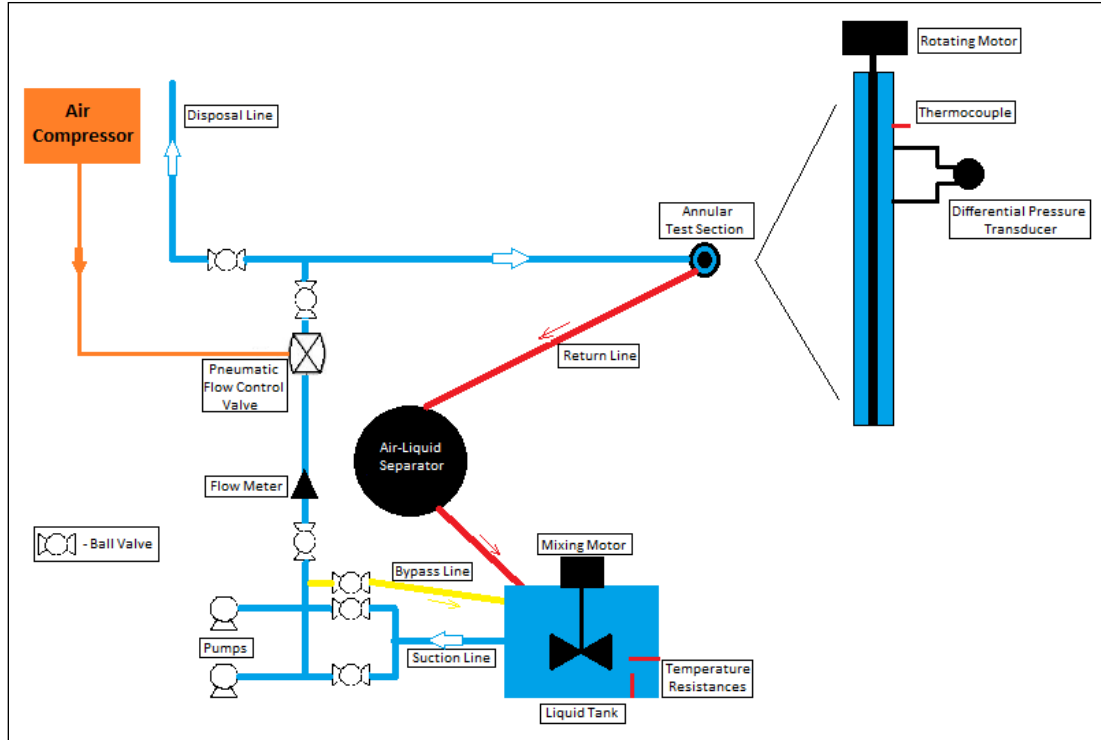 Rotating Motor
Air
Compressor
Disposal Line
Thermocouple
Annular
Test Section
Differential Pressure
Transducer
Return Line
Pneumatic
Flow Control
Valve
Air-Liquid
Separator
Flow Meter
- Ball Valve
Mixing Motor
Bypass Line
Pumps
Suction Line
Temperature
Resistances
Liquid Tank